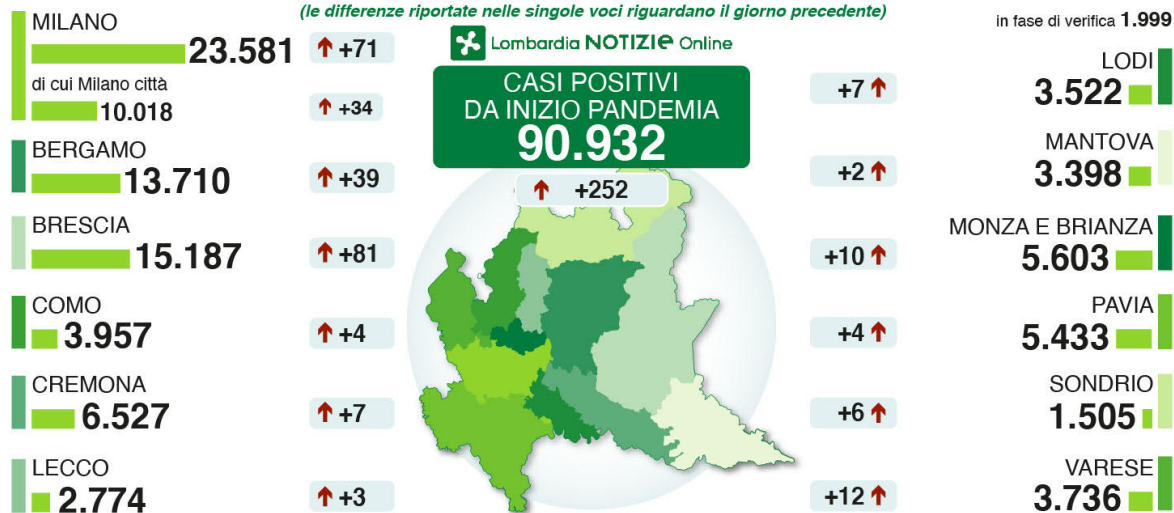 (le differenze riportate nelle singole voci riguardano il giorno precedente)
in fase di verifica 1.999
Lombardia NOTIZIE Online
CASI POSITIVI
DA INIZIO PANDEMIA
90.932
+252
MILANO
23.581
+71
di cui Milano città
10.018
+34
BERGAMO
13.710
+39
BRESCIA
15.187
+81
COMO
3.957
+4
CREMONA
6.527
+7
LECCO
2.774
+3
LODI
+7
3.522
MANTOVA
+2
3.398
MONZA E BRIANZA
+10
5.603
PAVIA
+4
5.433
SONDRIO
+6
1.505
VARESE
+12
3.736